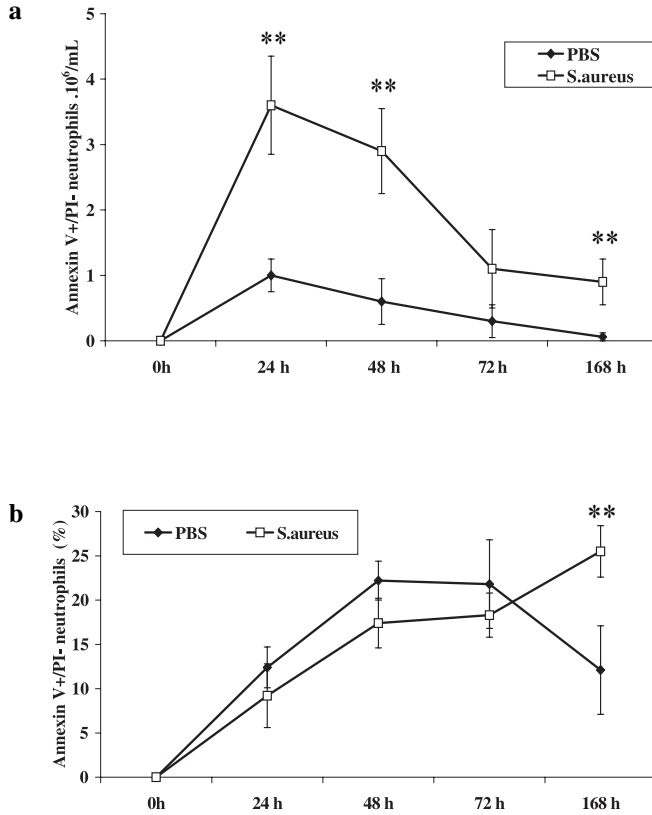 a
Annexin V+/PI- neutrophils .10⁶/mL
5
4
3
2
1
0
**
**
**
PBS
S.aureus
0h 24 h 48 h 72 h 168 h
b
Annexin V+/PI- neutrophils (%)
30
25
20
15
10
5
0
PBS S.aureus
**
0h 24 h 48 h 72 h 168 h